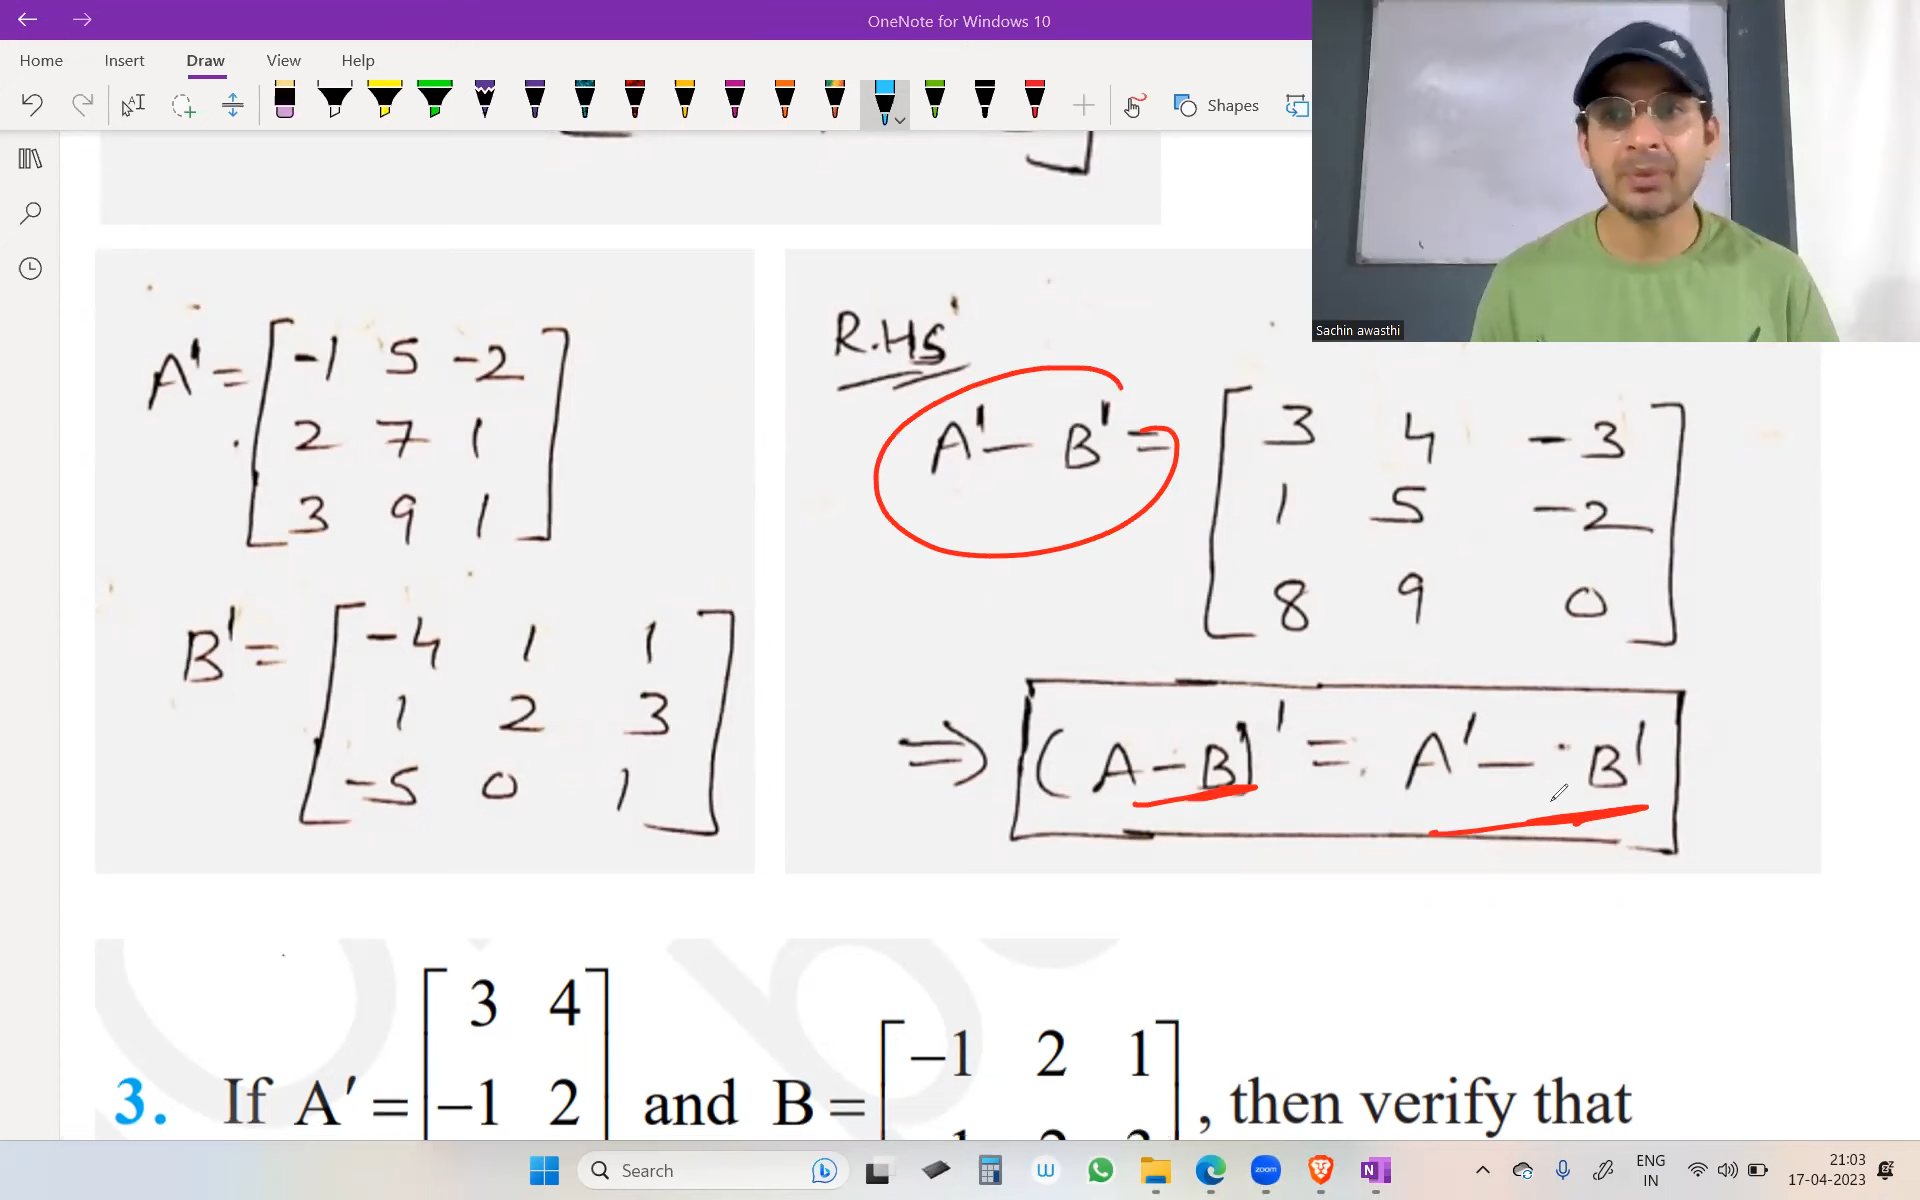 OneNote for Windows 10
Home Insert Draw View Help
Shapes
Sachin awasthi
A' = [ -1 5 -2
2 7 1
3 9 1 ]
B' = [ -4 1 1
1 2 3
-5 0 1 ]
R.HS'
A' - B' = [ 3 4 -3
1 5 -2
8 9 0 ]
⇒ (A - B)' = A' - B'
3. If A′ = [ 3 4
−1 2 and B = [ −1 2 1
, then verify that
Search
W
zoom
N
ENG
IN
21:03
17-04-2023